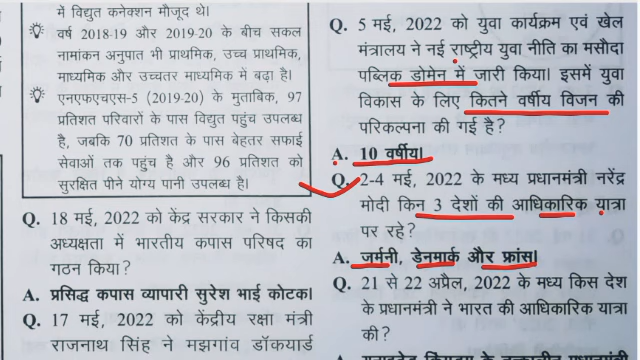 में विद्युत कनेक्शन मौजूद थे।
वर्ष 2018-19 और 2019-20 के बीच सकल
नामांकन अनुपात भी प्राथमिक, उच्च प्राथमिक,
माध्यमिक और उच्चतर माध्यमिक में बढ़ा है।
एनएफएचएस-5 (2019-20) के मुताबिक, 97
प्रतिशत परिवारों के पास विद्युत पहुंच उपलब्ध
है, जबकि 70 प्रतिशत के पास बेहतर सफाई
सेवाओं तक पहुंच है और 96 प्रतिशत को
सुरक्षित पीने योग्य पानी उपलब्ध है।
Q. 18 मई, 2022 को केंद्र सरकार ने किसकी
अध्यक्षता में भारतीय कपास परिषद का
गठन किया?
A. प्रसिद्ध कपास व्यापारी सुरेश भाई कोटक।
Q. 17 मई, 2022 को केंद्रीय रक्षा मंत्री
राजनाथ सिंह ने मझगांव डॉकयार्ड
Q. 5 मई, 2022 को युवा कार्यक्रम एवं खेल
मंत्रालय ने नई राष्ट्रीय युवा नीति का मसौदा
पब्लिक डोमेन में जारी किया। इसमें युवा
विकास के लिए कितने वर्षीय विजन की
परिकल्पना की गई है?
A. 10 वर्षीय।
Q. 2-4 मई, 2022 के मध्य प्रधानमंत्री नरेंद्र
मोदी किन 3 देशों की आधिकारिक यात्रा
पर रहे?
A. जर्मनी, डेनमार्क और फ्रांस।
Q. 21 से 22 अप्रैल, 2022 के मध्य किस देश
के प्रधानमंत्री ने भारत की आधिकारिक यात्रा
की?